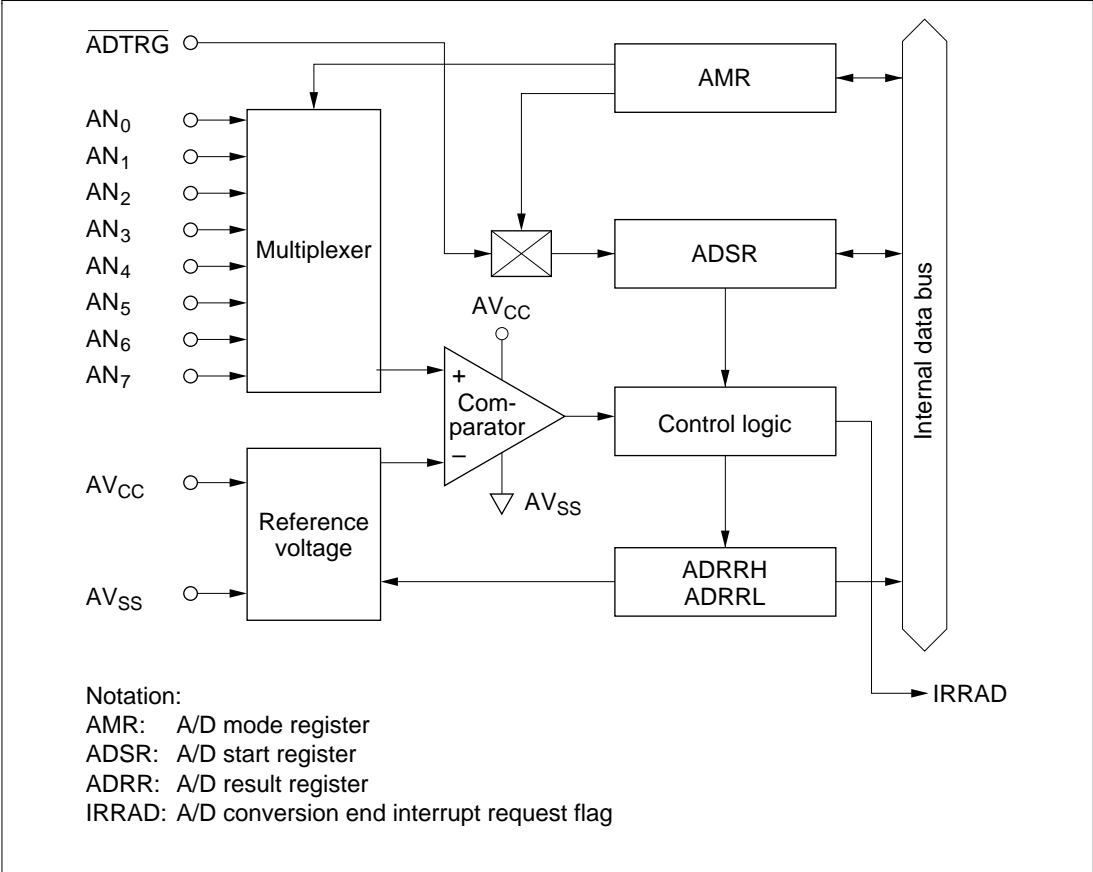 ADTRG
AMR
AN0
AN1
AN2
AN3
AN4
AN5
AN6
AN7
Multiplexer
ADSR
Internal data bus
AVCC
+
Com-
parator
−
Control logic
AVCC
AVSS
Reference
voltage
ADRRH
ADRRL
AVSS
IRRAD
Notation:
AMR: A/D mode register
ADSR: A/D start register
ADRR: A/D result register
IRRAD: A/D conversion end interrupt request flag